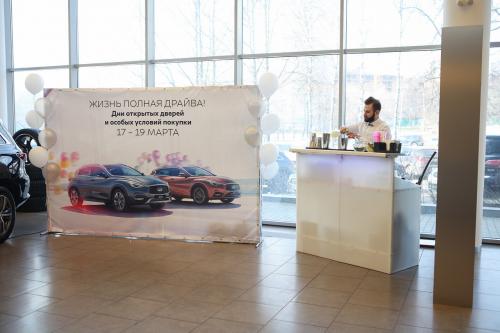 ЖИЗНЬ ПОЛНАЯ ДРАЙВА!
Дни открытых дверей
и особых условий покупки
17 – 19 МАРТА